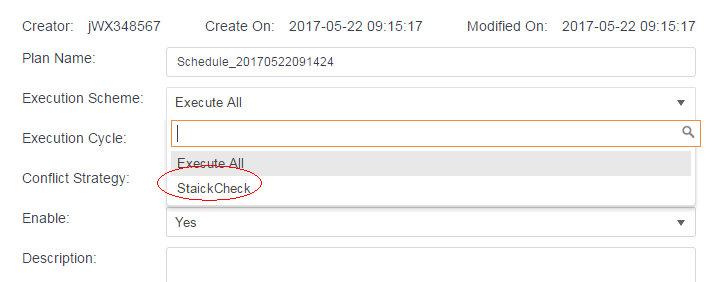 Creator: jWX348567 Create On: 2017-05-22 09:15:17 Modified On: 2017-05-22 09:15:17
Plan Name: Schedule_20170522091424
Execution Scheme: Execute All
Execution Cycle:
Execute All
Conflict Strategy: StaickCheck
Enable: Yes
Description: